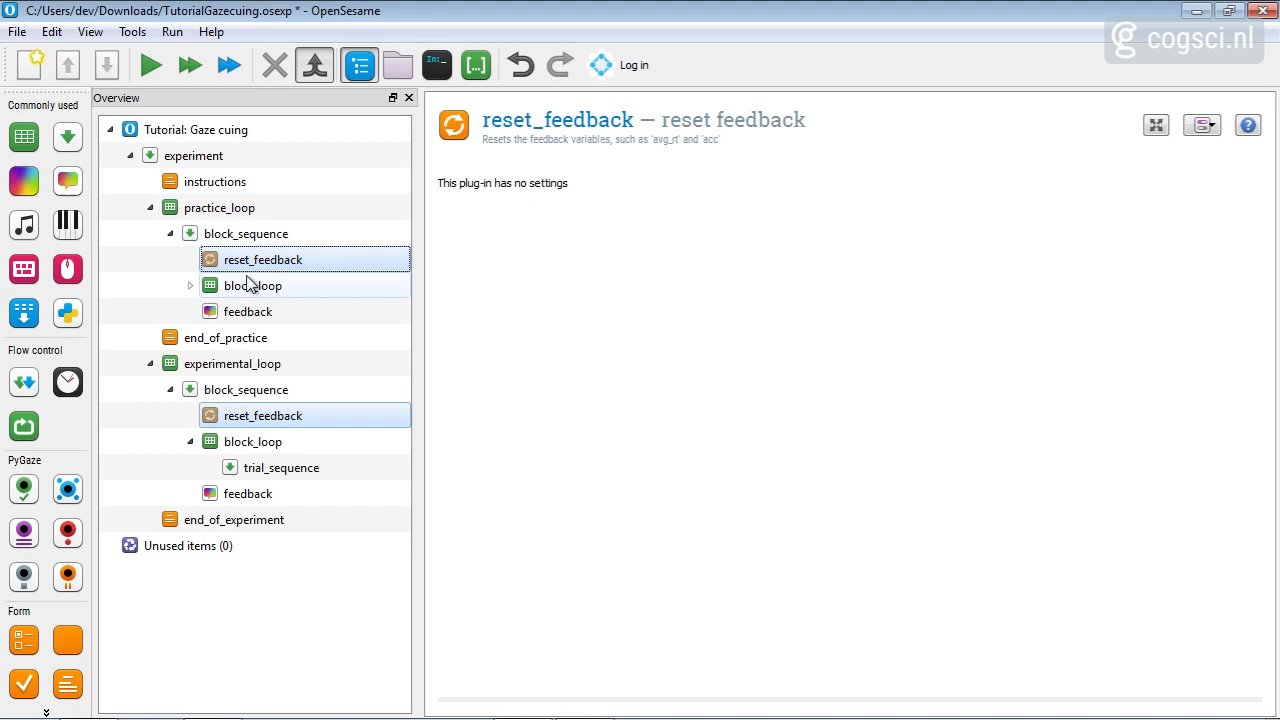 C:/Users/dev/Downloads/TutorialGazecuing.osexp * - OpenSesame
File Edit View Tools Run Help
cogsci.nl
In:_
[...]
Log in
Commonly used
Overview
Tutorial: Gaze cuing
experiment
instructions
practice_loop
block_sequence
reset_feedback
block_loop
feedback
end_of_practice
experimental_loop
block_sequence
reset_feedback
block_loop
trial_sequence
feedback
end_of_experiment
Unused items (0)
Flow control
PyGaze
Form
reset_feedback — reset feedback
Resets the feedback variables, such as 'avg_rt' and 'acc'
This plug-in has no settings